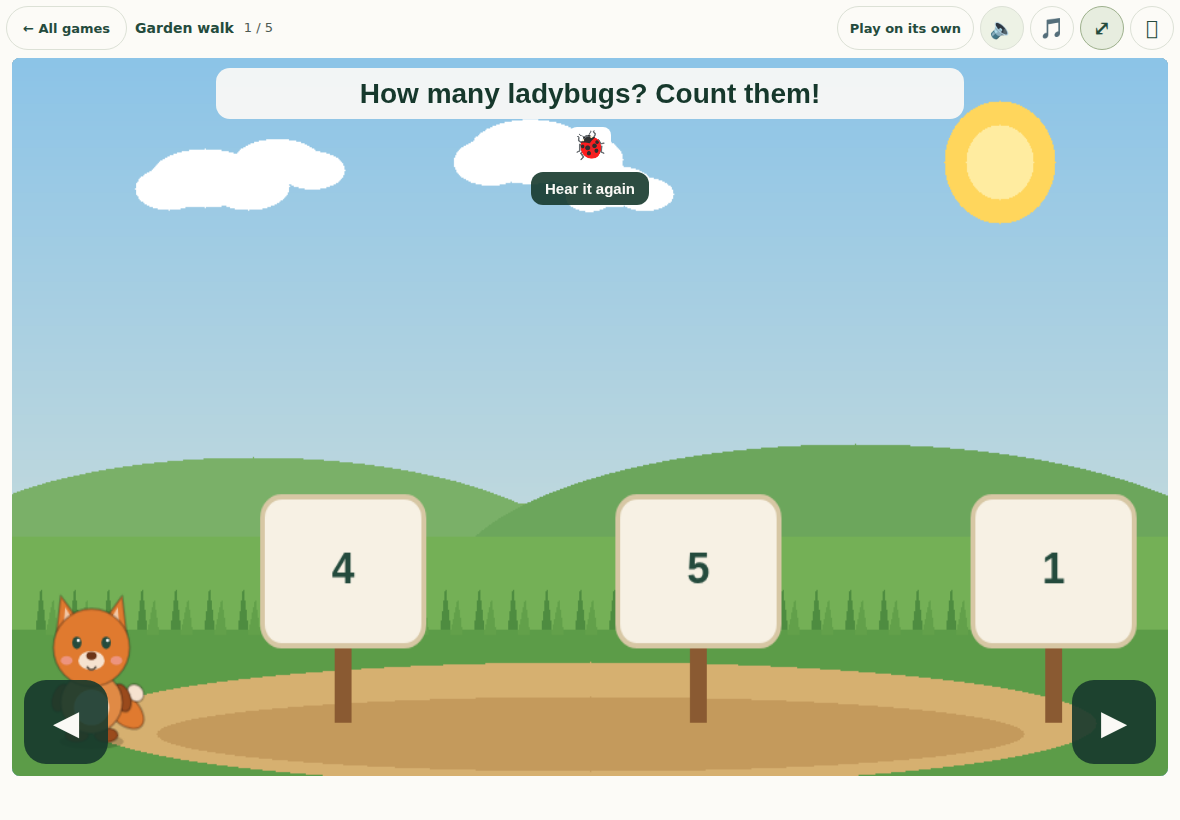 ← All games
Garden walk 1 / 5
Play on its own
How many ladybugs? Count them!
Hear it again
4
5
1